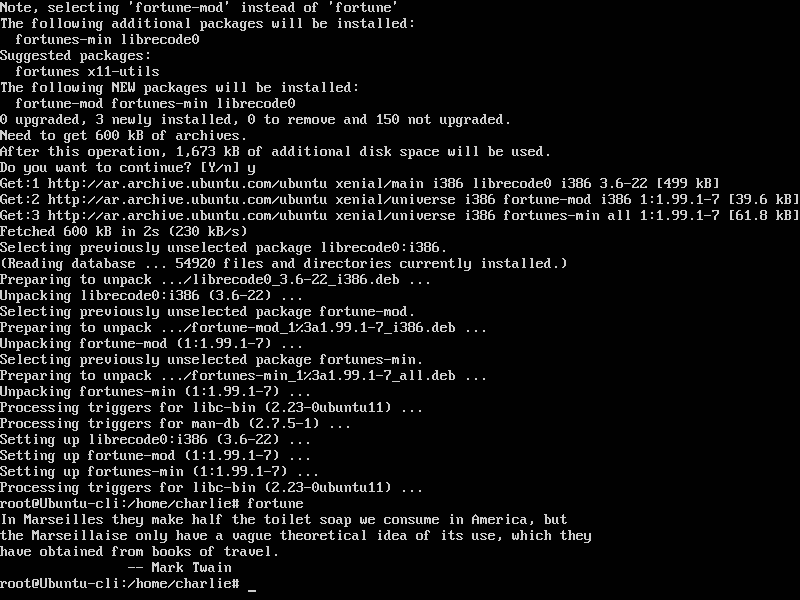 Note, selecting 'fortune-mod' instead of 'fortune'
The following additional packages will be installed:
  fortunes-min librecode0
Suggested packages:
  fortunes x11-utils
The following NEW packages will be installed:
  fortune-mod fortunes-min librecode0
0 upgraded, 3 newly installed, 0 to remove and 150 not upgraded.
Need to get 600 kB of archives.
After this operation, 1,673 kB of additional disk space will be used.
Do you want to continue? [Y/n] y
Get:1 http://ar.archive.ubuntu.com/ubuntu xenial/main i386 librecode0 i386 3.6-22 [499 kB]
Get:2 http://ar.archive.ubuntu.com/ubuntu xenial/universe i386 fortune-mod i386 1:1.99.1-7 [39.6 kB]
Get:3 http://ar.archive.ubuntu.com/ubuntu xenial/universe i386 fortunes-min all 1:1.99.1-7 [61.8 kB]
Fetched 600 kB in 2s (230 kB/s)
Selecting previously unselected package librecode0:i386.
(Reading database ... 54920 files and directories currently installed.)
Preparing to unpack .../librecode0_3.6-22_i386.deb ...
Unpacking librecode0:i386 (3.6-22) ...
Selecting previously unselected package fortune-mod.
Preparing to unpack .../fortune-mod_1%3a1.99.1-7_i386.deb ...
Unpacking fortune-mod (1:1.99.1-7) ...
Selecting previously unselected package fortunes-min.
Preparing to unpack .../fortunes-min_1%3a1.99.1-7_all.deb ...
Unpacking fortunes-min (1:1.99.1-7) ...
Processing triggers for libc-bin (2.23-0ubuntu11) ...
Processing triggers for man-db (2.7.5-1) ...
Setting up librecode0:i386 (3.6-22) ...
Setting up fortune-mod (1:1.99.1-7) ...
Setting up fortunes-min (1:1.99.1-7) ...
Processing triggers for libc-bin (2.23-0ubuntu11) ...
root@Ubuntu-cli:/home/charlie# fortune
In Marseilles they make half the toilet soap we consume in America, but
the Marseillaise only have a vague theoretical idea of its use, which they
have obtained from books of travel.
                -- Mark Twain
root@Ubuntu-cli:/home/charlie# _